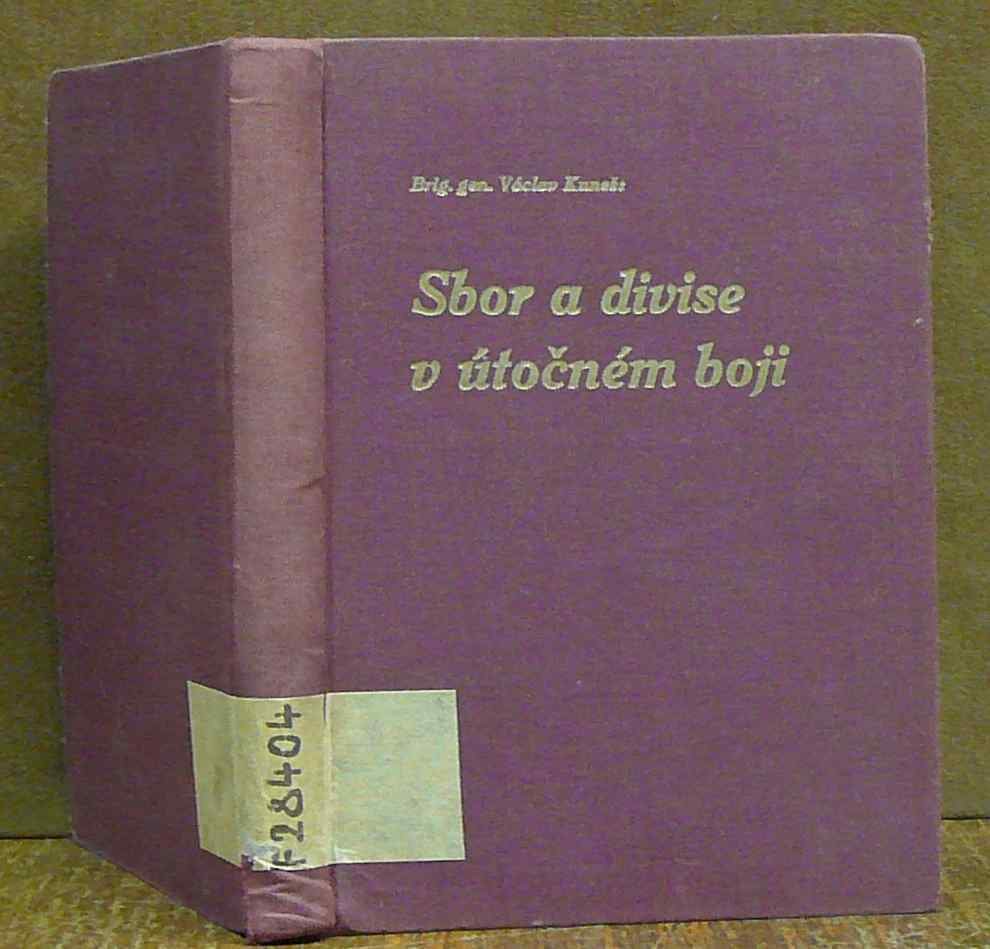 Brig. gen. Václav Kuneš:
Sbor a divise
v útočném boji
F28404